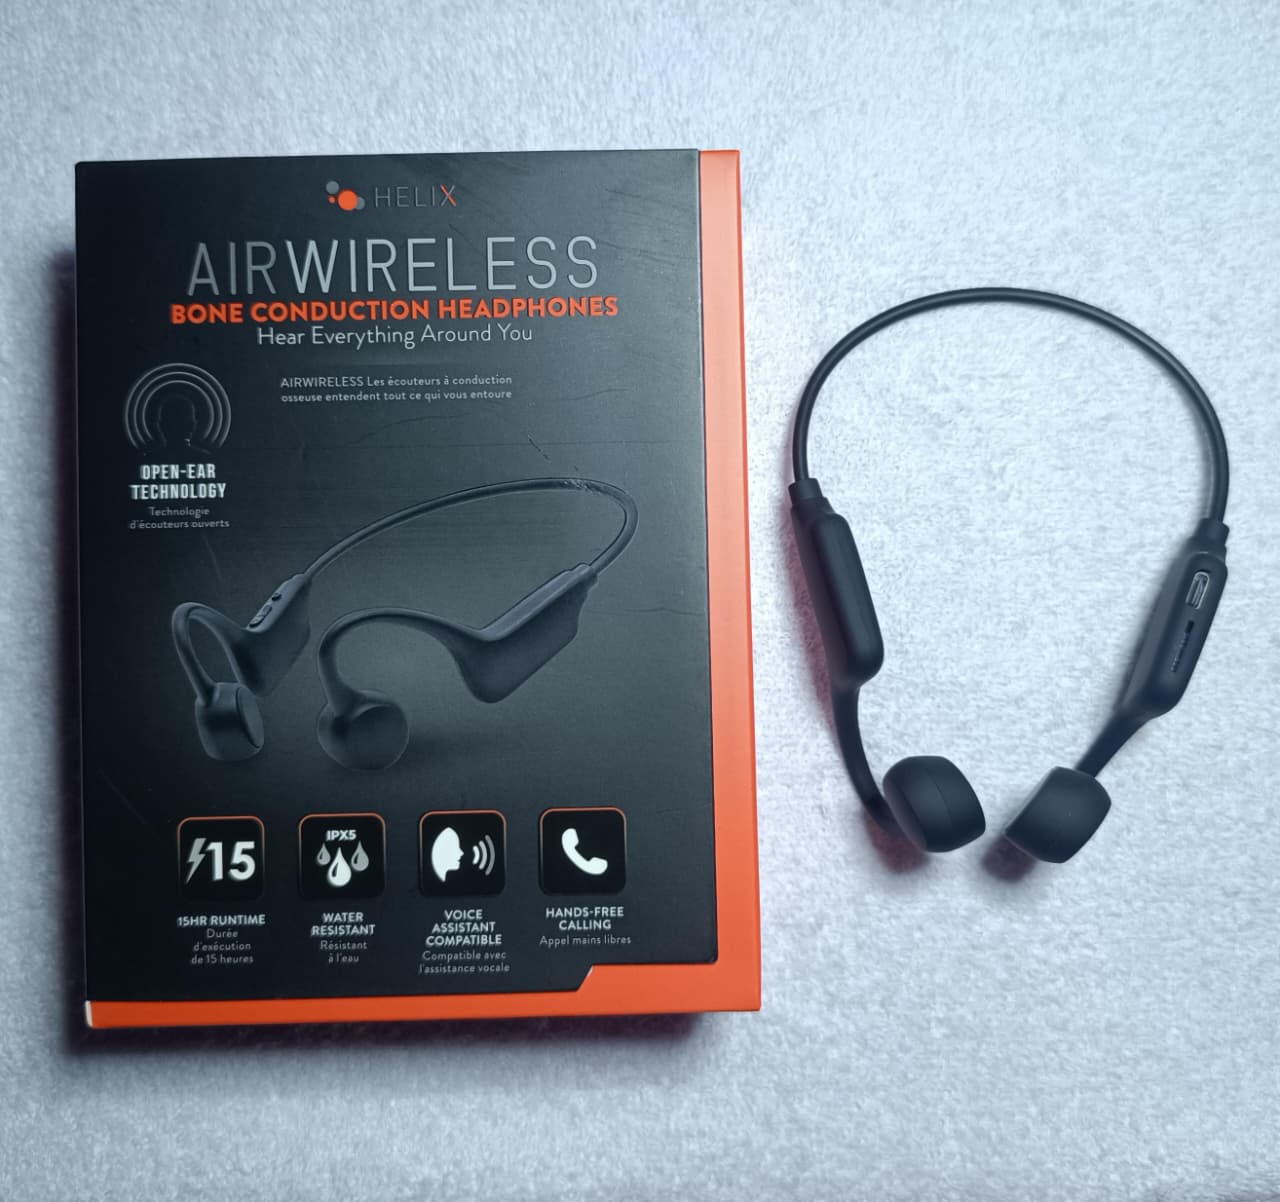 HELIX
AIRWIRELESS
BONE CONDUCTION HEADPHONES
Hear Everything Around You
AIRWIRELESS Les écouteurs à conduction
osseuse entendent tout ce qui vous entoure
OPEN-EAR
TECHNOLOGY
Technologie
d'écouteurs ouverts
15
15HR RUNTIME
Durée
d'exécution
de 15 heures
IPX5
WATER
RESISTANT
Résistant
à l'eau
VOICE
ASSISTANT
COMPATIBLE
Compatible avec
l'assistance vocale
HANDS-FREE
CALLING
Appel mains libres